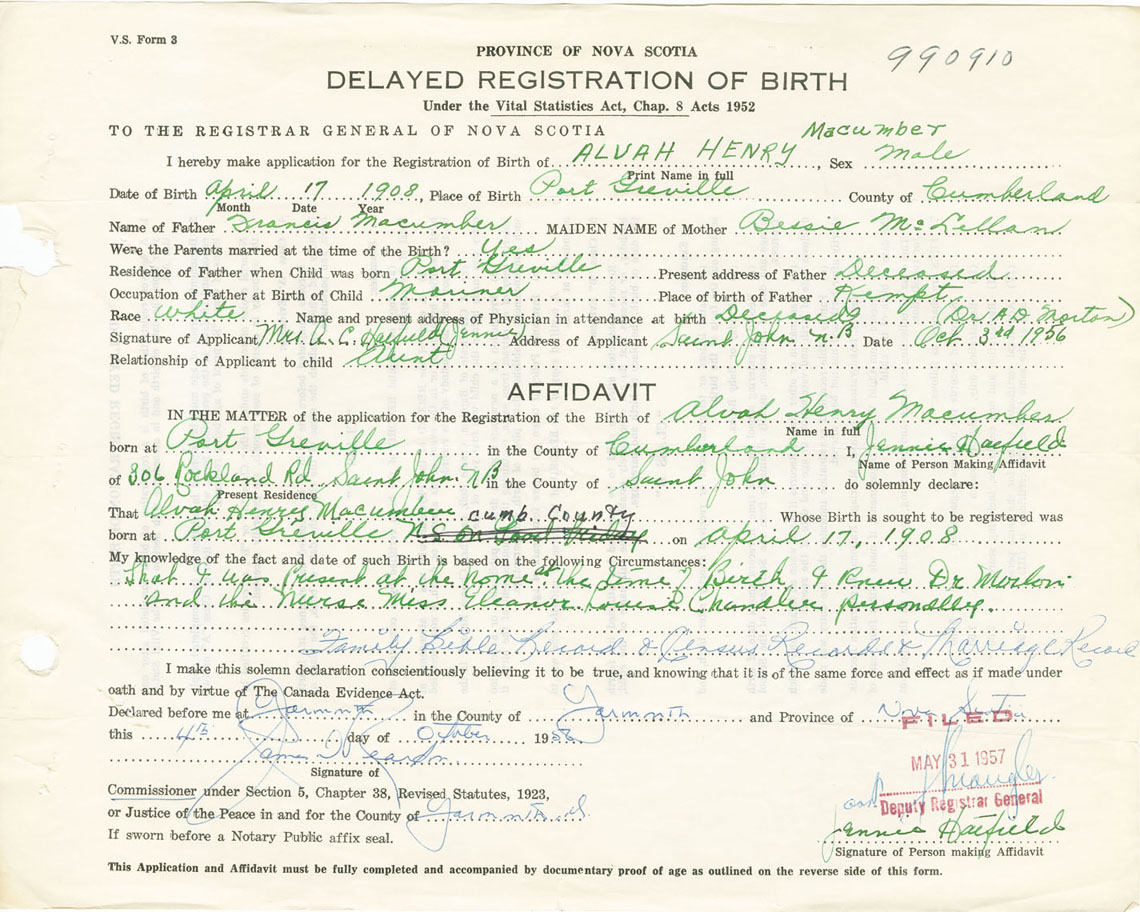 V.S. Form 3
990910
PROVINCE OF NOVA SCOTIA
DELAYED REGISTRATION OF BIRTH
Under the Vital Statistics Act, Chap. 8 Acts 1952
TO THE REGISTRAR GENERAL OF NOVA SCOTIA
Macumber
I hereby make application for the Registration of Birth of ALVAH HENRY, Sex Male
Print Name in full
Date of Birth April 17 1908, Place of Birth Port Greville County of Cumberland
Month Date Year
Name of Father Francis Macumber MAIDEN NAME of Mother Bessie McLellan
Were the Parents married at the time of the Birth? Yes
Residence of Father when Child was born Port Greville Present address of Father Deceased
Occupation of Father at Birth of Child Mariner Place of birth of Father Kempt
Race White Name and present address of Physician in attendance at birth Deceased (Dr. A.D. Morton)
Signature of Applicant Mrs. A. C. Hatfield (Jennie) Address of Applicant Saint John N B Date Oct 3rd 1956
Relationship of Applicant to child Aunt
AFFIDAVIT
IN THE MATTER of the application for the Registration of the Birth of Alvah Henry Macumber
Name in full
born at Port Greville in the County of Cumberland I, Jennie Hatfield
Name of Person Making Affidavit
of 306 Rockland Rd. Saint John N B in the County of Saint John do solemnly declare:
Present Residence
That Alvah Henry Macumber Cumb. County Whose Birth is sought to be registered was
born at Port Greville N.S. on Good Friday on April 17, 1908
My knowledge of the fact and date of such Birth is based on the following Circumstances:
That I was Present at the home at the time of Birth, I knew Dr Morton
and the Nurse Miss Eleanor Louise Chandler personally.
Family Bible Record & Census Records & Marriage Record
I make this solemn declaration conscientiously believing it to be true, and knowing that it is of the same force and effect as if made under
oath and by virtue of The Canada Evidence Act.
Declared before me at Yarmouth in the County of Yarmouth and Province of Nova Scotia
FILED
this 4th day of October 1956
MAY 31 1957
Signature of
Commissioner under Section 5, Chapter 38, Revised Statutes, 1923,
Deputy Registrar General
or Justice of the Peace in and for the County of Yarmouth
Jennie Hatfield
If sworn before a Notary Public affix seal.
Signature of Person making Affidavit
This Application and Affidavit must be fully completed and accompanied by documentary proof of age as outlined on the reverse side of this form.